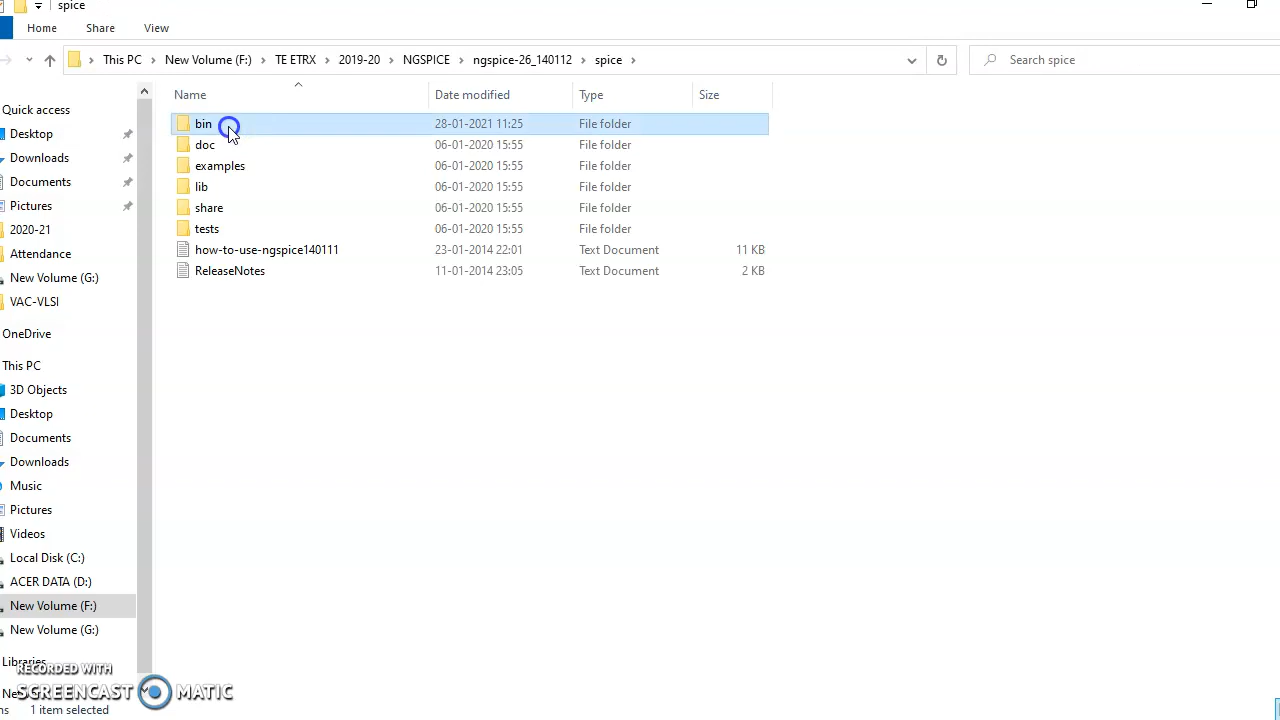 spice
Home Share View
This PC New Volume (F:) TE ETRX 2019-20 NGSPICE ngspice-26_140112 spice
Search spice
Name Date modified Type Size
Quick access
Desktop
Downloads
Documents
Pictures
2020-21
Attendance
New Volume (G:)
VAC-VLSI
OneDrive
This PC
3D Objects
Desktop
Documents
Downloads
Music
Pictures
Videos
Local Disk (C:)
ACER DATA (D:)
New Volume (F:)
New Volume (G:)
Libraries
bin 28-01-2021 11:25 File folder
doc 06-01-2020 15:55 File folder
examples 06-01-2020 15:55 File folder
lib 06-01-2020 15:55 File folder
share 06-01-2020 15:55 File folder
tests 06-01-2020 15:55 File folder
how-to-use-ngspice140111 23-01-2014 22:01 Text Document 11 KB
ReleaseNotes 11-01-2014 23:05 Text Document 2 KB
RECORDED WITH
SCREENCAST MATIC
1 item selected